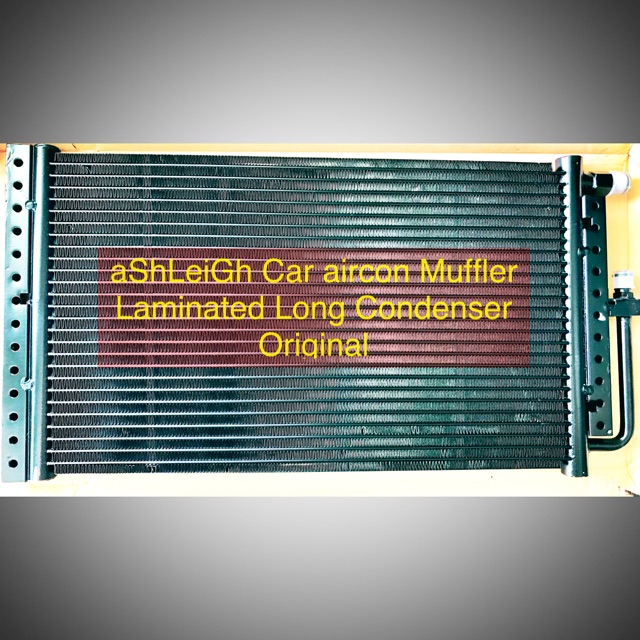 aShLeiGh Car aircon Muffler
Laminated Long Condenser
Original